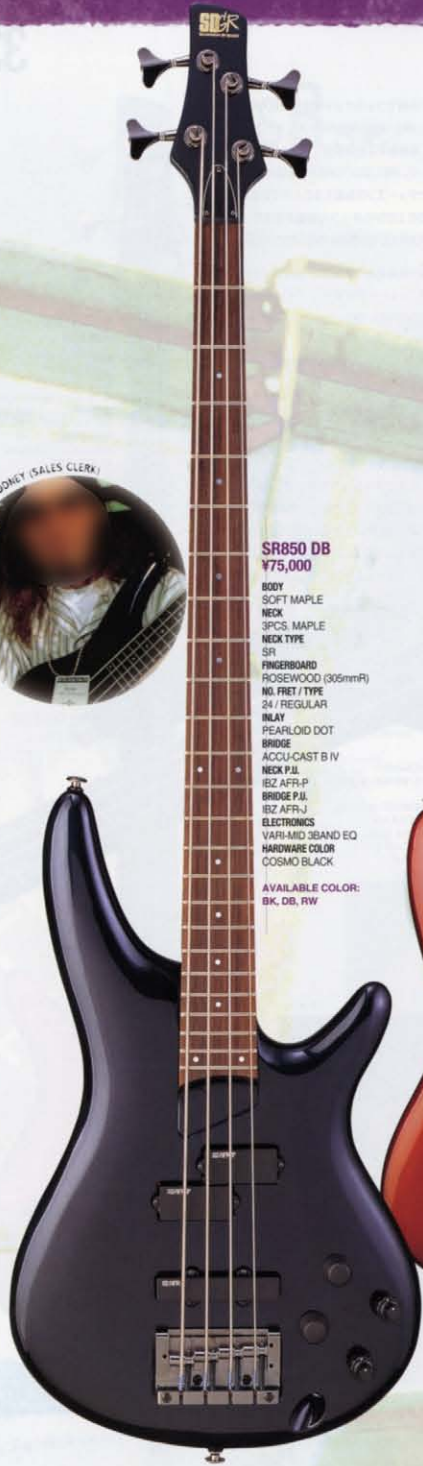 SDGR
OONEY (SALES CLERK)
SR850 DB
¥75,000
BODY
SOFT MAPLE
NECK
3PCS. MAPLE
NECK TYPE
SR
FINGERBOARD
ROSEWOOD (305mmR)
NO. FRET / TYPE
24 / REGULAR
INLAY
PEARLOID DOT
BRIDGE
ACCU-CAST B IV
NECK P.U.
IBZ AFR-P
BRIDGE P.U.
IBZ AFR-J
ELECTRONICS
VARI-MID 3BAND EQ
HARDWARE COLOR
COSMO BLACK
AVAILABLE COLOR:
BK, DB, RW